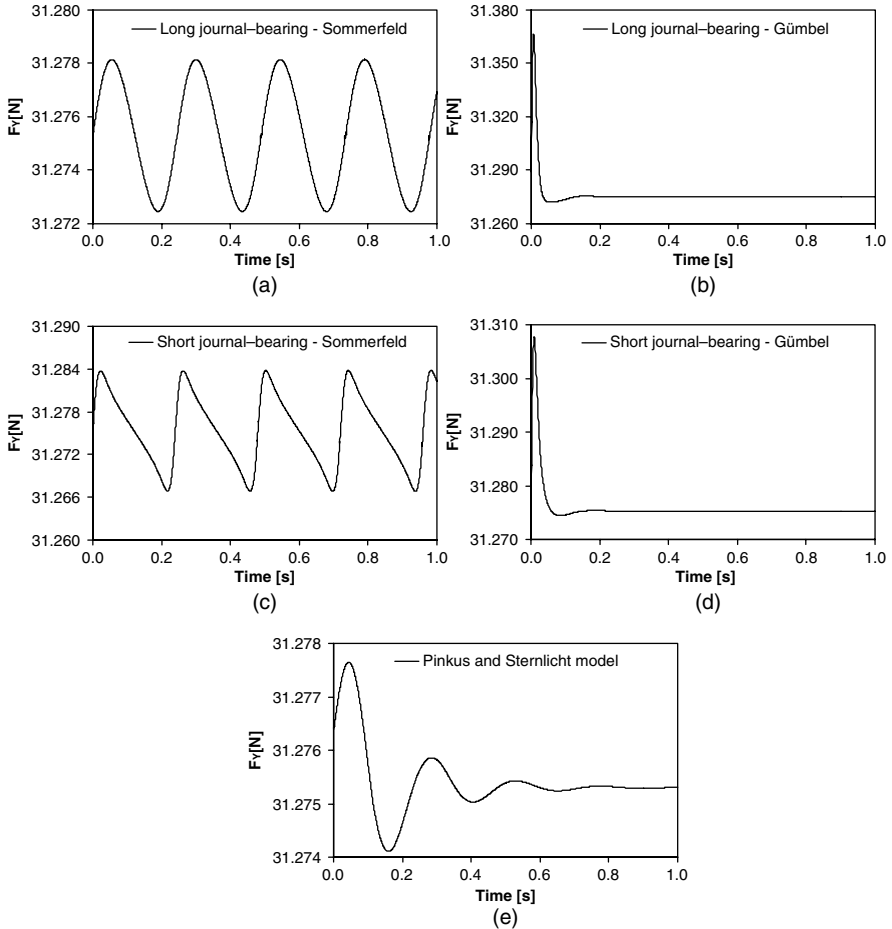 Long journal–bearing - Sommerfeld
31.280
31.278
31.276
31.274
31.272
Fγ[N]
0.0 0.2 0.4 0.6 0.8 1.0
Time [s]
(a)
Long journal–bearing - Gümbel
31.380
31.350
31.320
31.290
31.260
Fγ[N]
0.0 0.2 0.4 0.6 0.8 1.0
Time [s]
(b)
Short journal–bearing - Sommerfeld
31.290
31.284
31.278
31.272
31.266
31.260
Fγ[N]
0.0 0.2 0.4 0.6 0.8 1.0
Time [s]
(c)
Short journal–bearing - Gümbel
31.310
31.300
31.290
31.280
31.270
Fγ[N]
0.0 0.2 0.4 0.6 0.8 1.0
Time [s]
(d)
Pinkus and Sternlicht model
31.278
31.277
31.276
31.275
31.274
Fγ[N]
0.0 0.2 0.4 0.6 0.8 1.0
Time [s]
(e)